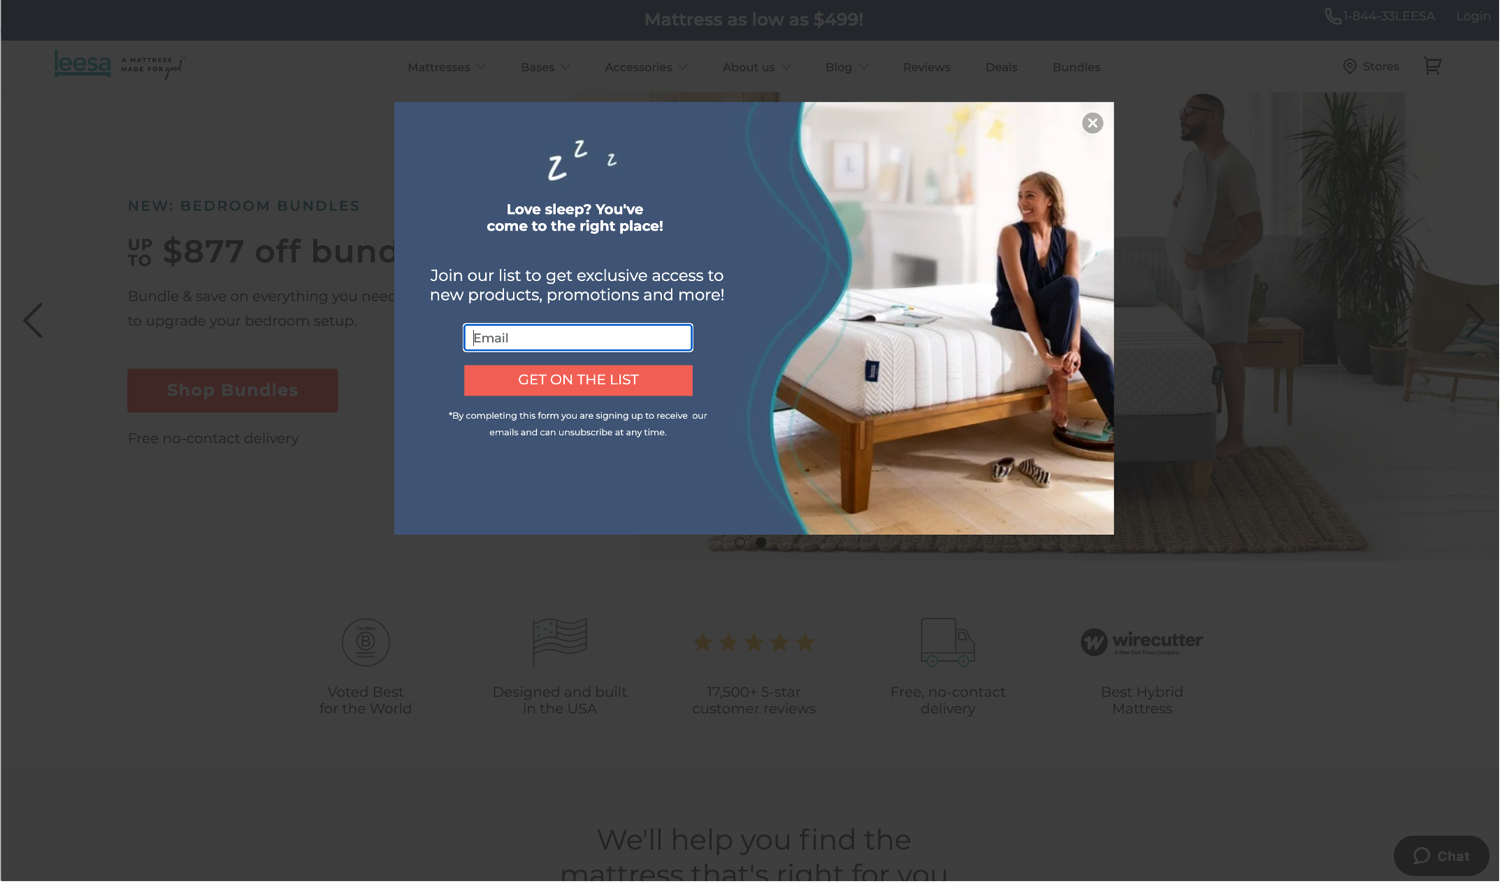 Mattress as low as $499!
1-844-33LEESA
Login
leesa
A MATTRESS
MADE FOR you!
Mattresses
Bases
Accessories
About us
Blog
Reviews
Deals
Bundles
Stores
NEW: BEDROOM BUNDLES
UP TO $877 off bund
Bundle & save on everything you need
to upgrade your bedroom setup.
Shop Bundles
Free no-contact delivery
z z z
Love sleep? You've
come to the right place!
Join our list to get exclusive access to
new products, promotions and more!
Email
GET ON THE LIST
*By completing this form you are signing up to receive our
emails and can unsubscribe at any time.
L
Certified
B
Voted Best
for the World
Designed and built
in the USA
17,500+ 5-star
customer reviews
Free, no-contact
delivery
w wirecutter
A New York Times Company
Best Hybrid
Mattress
We'll help you find the
mattress that's right for you
Chat